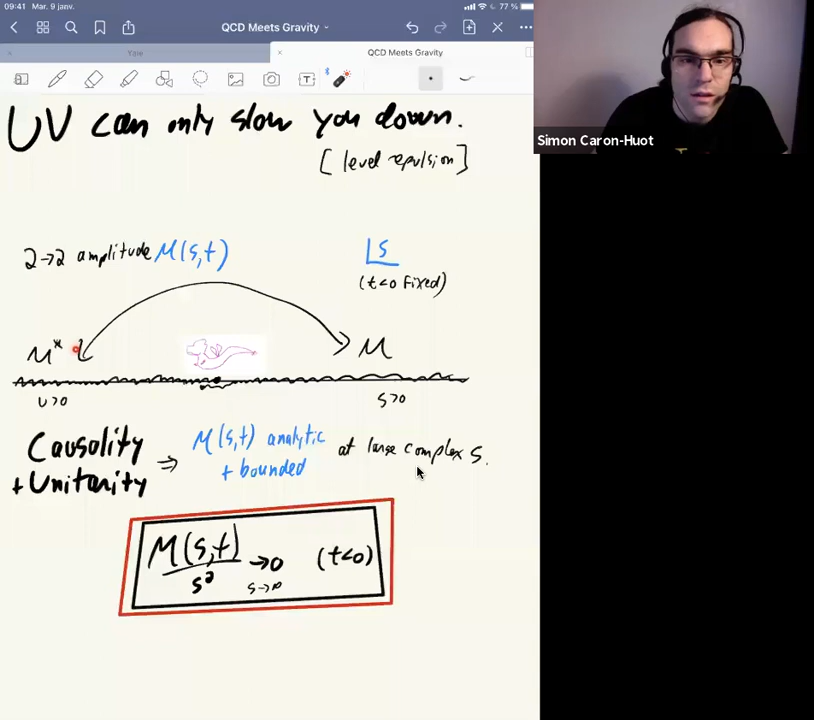 09:41 Mar. 9 janv.
77 %
QCD Meets Gravity
Yale
QCD Meets Gravity
Simon Caron-Huot
UV can only slow you down.
[level repulsion]
2→2 amplitude M(s,t)
s
(t<0 fixed)
M*
M
u>0
s>0
Causality
+Unitarity
⇒
M(s,t) analytic
+ bounded
at large complex s.
M(s,t)
s²
→0
s→∞
(t<0)